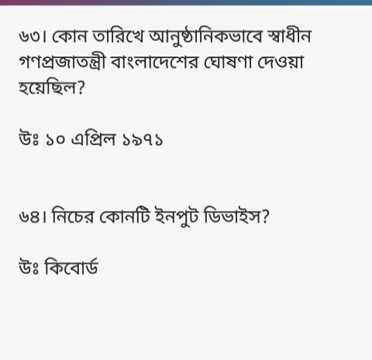 ৬৩। কোন তারিখে আনুষ্ঠানিকভাবে স্বাধীন
গণপ্রজাতন্ত্রী বাংলাদেশের ঘোষণা দেওয়া
হয়েছিল?
উঃ ১০ এপ্রিল ১৯৭১
৬৪। নিচের কোনটি ইনপুট ডিভাইস?
উঃ কিবোর্ড